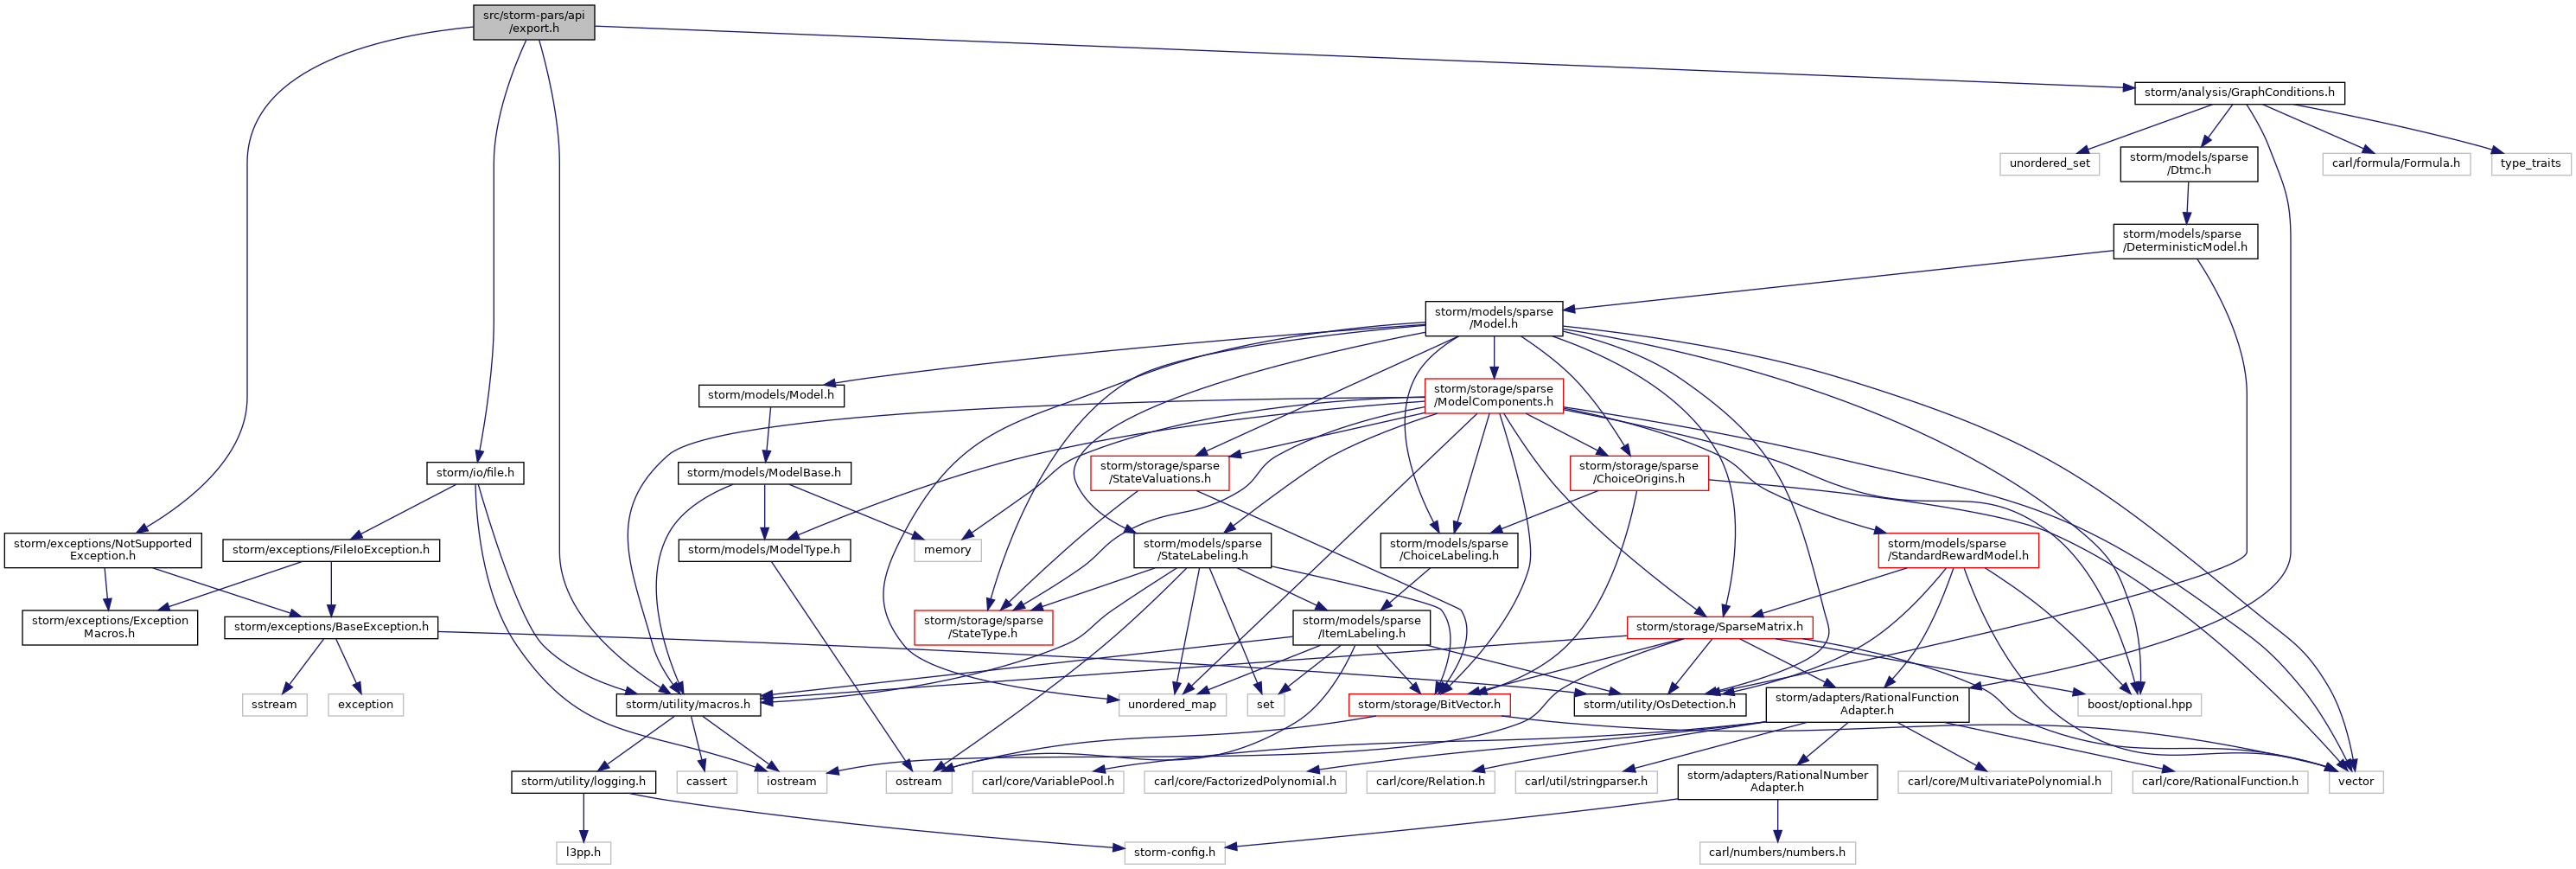 src/storm-pars/api
/export.h
storm/analysis/GraphConditions.h
unordered_set
storm/models/sparse
/Dtmc.h
carl/formula/Formula.h
type_traits
storm/models/sparse
/DeterministicModel.h
storm/models/sparse
/Model.h
storm/models/Model.h
storm/storage/sparse
/ModelComponents.h
storm/io/file.h
storm/models/ModelBase.h
storm/storage/sparse
/StateValuations.h
storm/storage/sparse
/ChoiceOrigins.h
storm/exceptions/NotSupported
Exception.h
storm/exceptions/FileIoException.h
storm/models/ModelType.h
memory
storm/models/sparse
/StateLabeling.h
storm/models/sparse
/ChoiceLabeling.h
storm/models/sparse
/StandardRewardModel.h
storm/exceptions/Exception
Macros.h
storm/exceptions/BaseException.h
storm/storage/sparse
/StateType.h
storm/models/sparse
/ItemLabeling.h
storm/storage/SparseMatrix.h
sstream
exception
storm/utility/macros.h
unordered_map
set
storm/storage/BitVector.h
storm/utility/OsDetection.h
storm/adapters/RationalFunction
Adapter.h
boost/optional.hpp
storm/utility/logging.h
cassert
iostream
ostream
carl/core/VariablePool.h
carl/core/FactorizedPolynomial.h
carl/core/Relation.h
carl/util/stringparser.h
storm/adapters/RationalNumber
Adapter.h
carl/core/MultivariatePolynomial.h
carl/core/RationalFunction.h
vector
l3pp.h
storm-config.h
carl/numbers/numbers.h